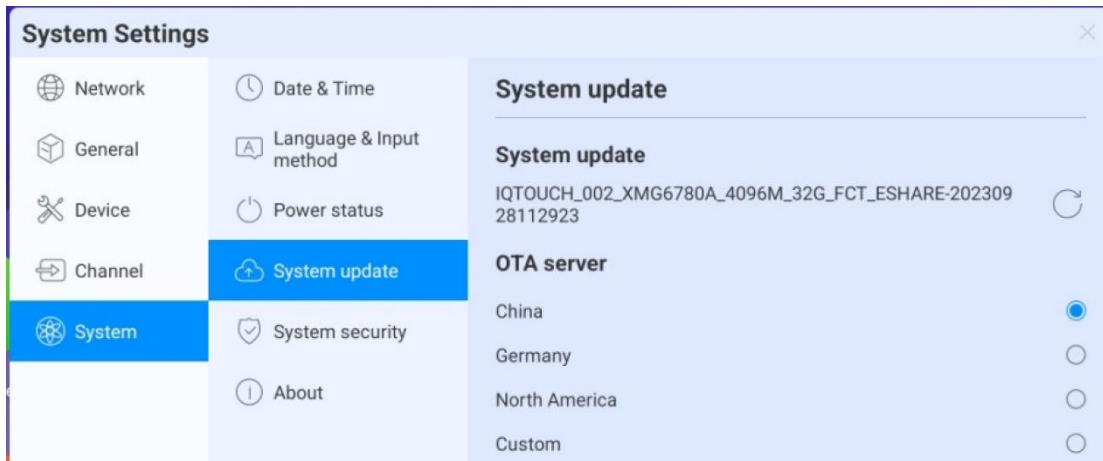 System Settings
Network
General
Device
Channel
System
Date & Time
Language & Input
method
Power status
System update
System security
About
System update
System update
IQTOUCH_002_XMG6780A_4096M_32G_FCT_ESHARE-202309
28112923
OTA server
China
Germany
North America
Custom